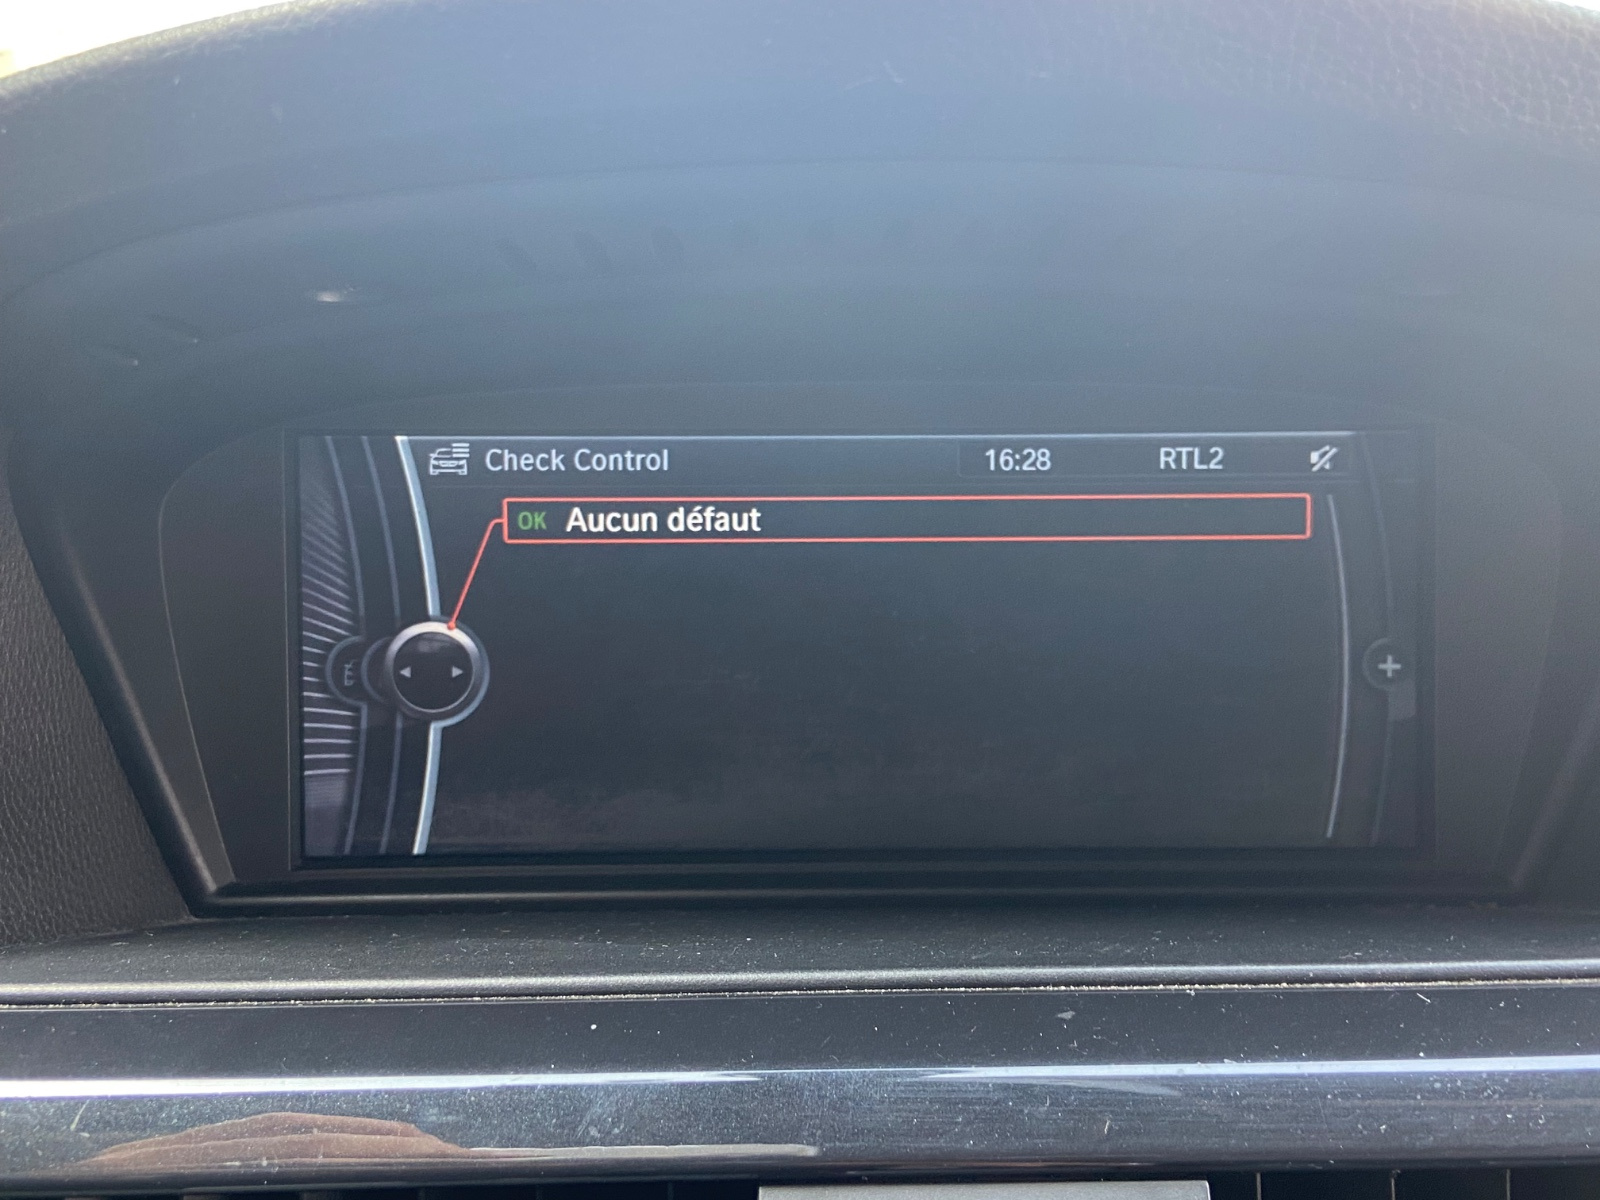 Check Control 16:28 RTL2
OK Aucun défaut